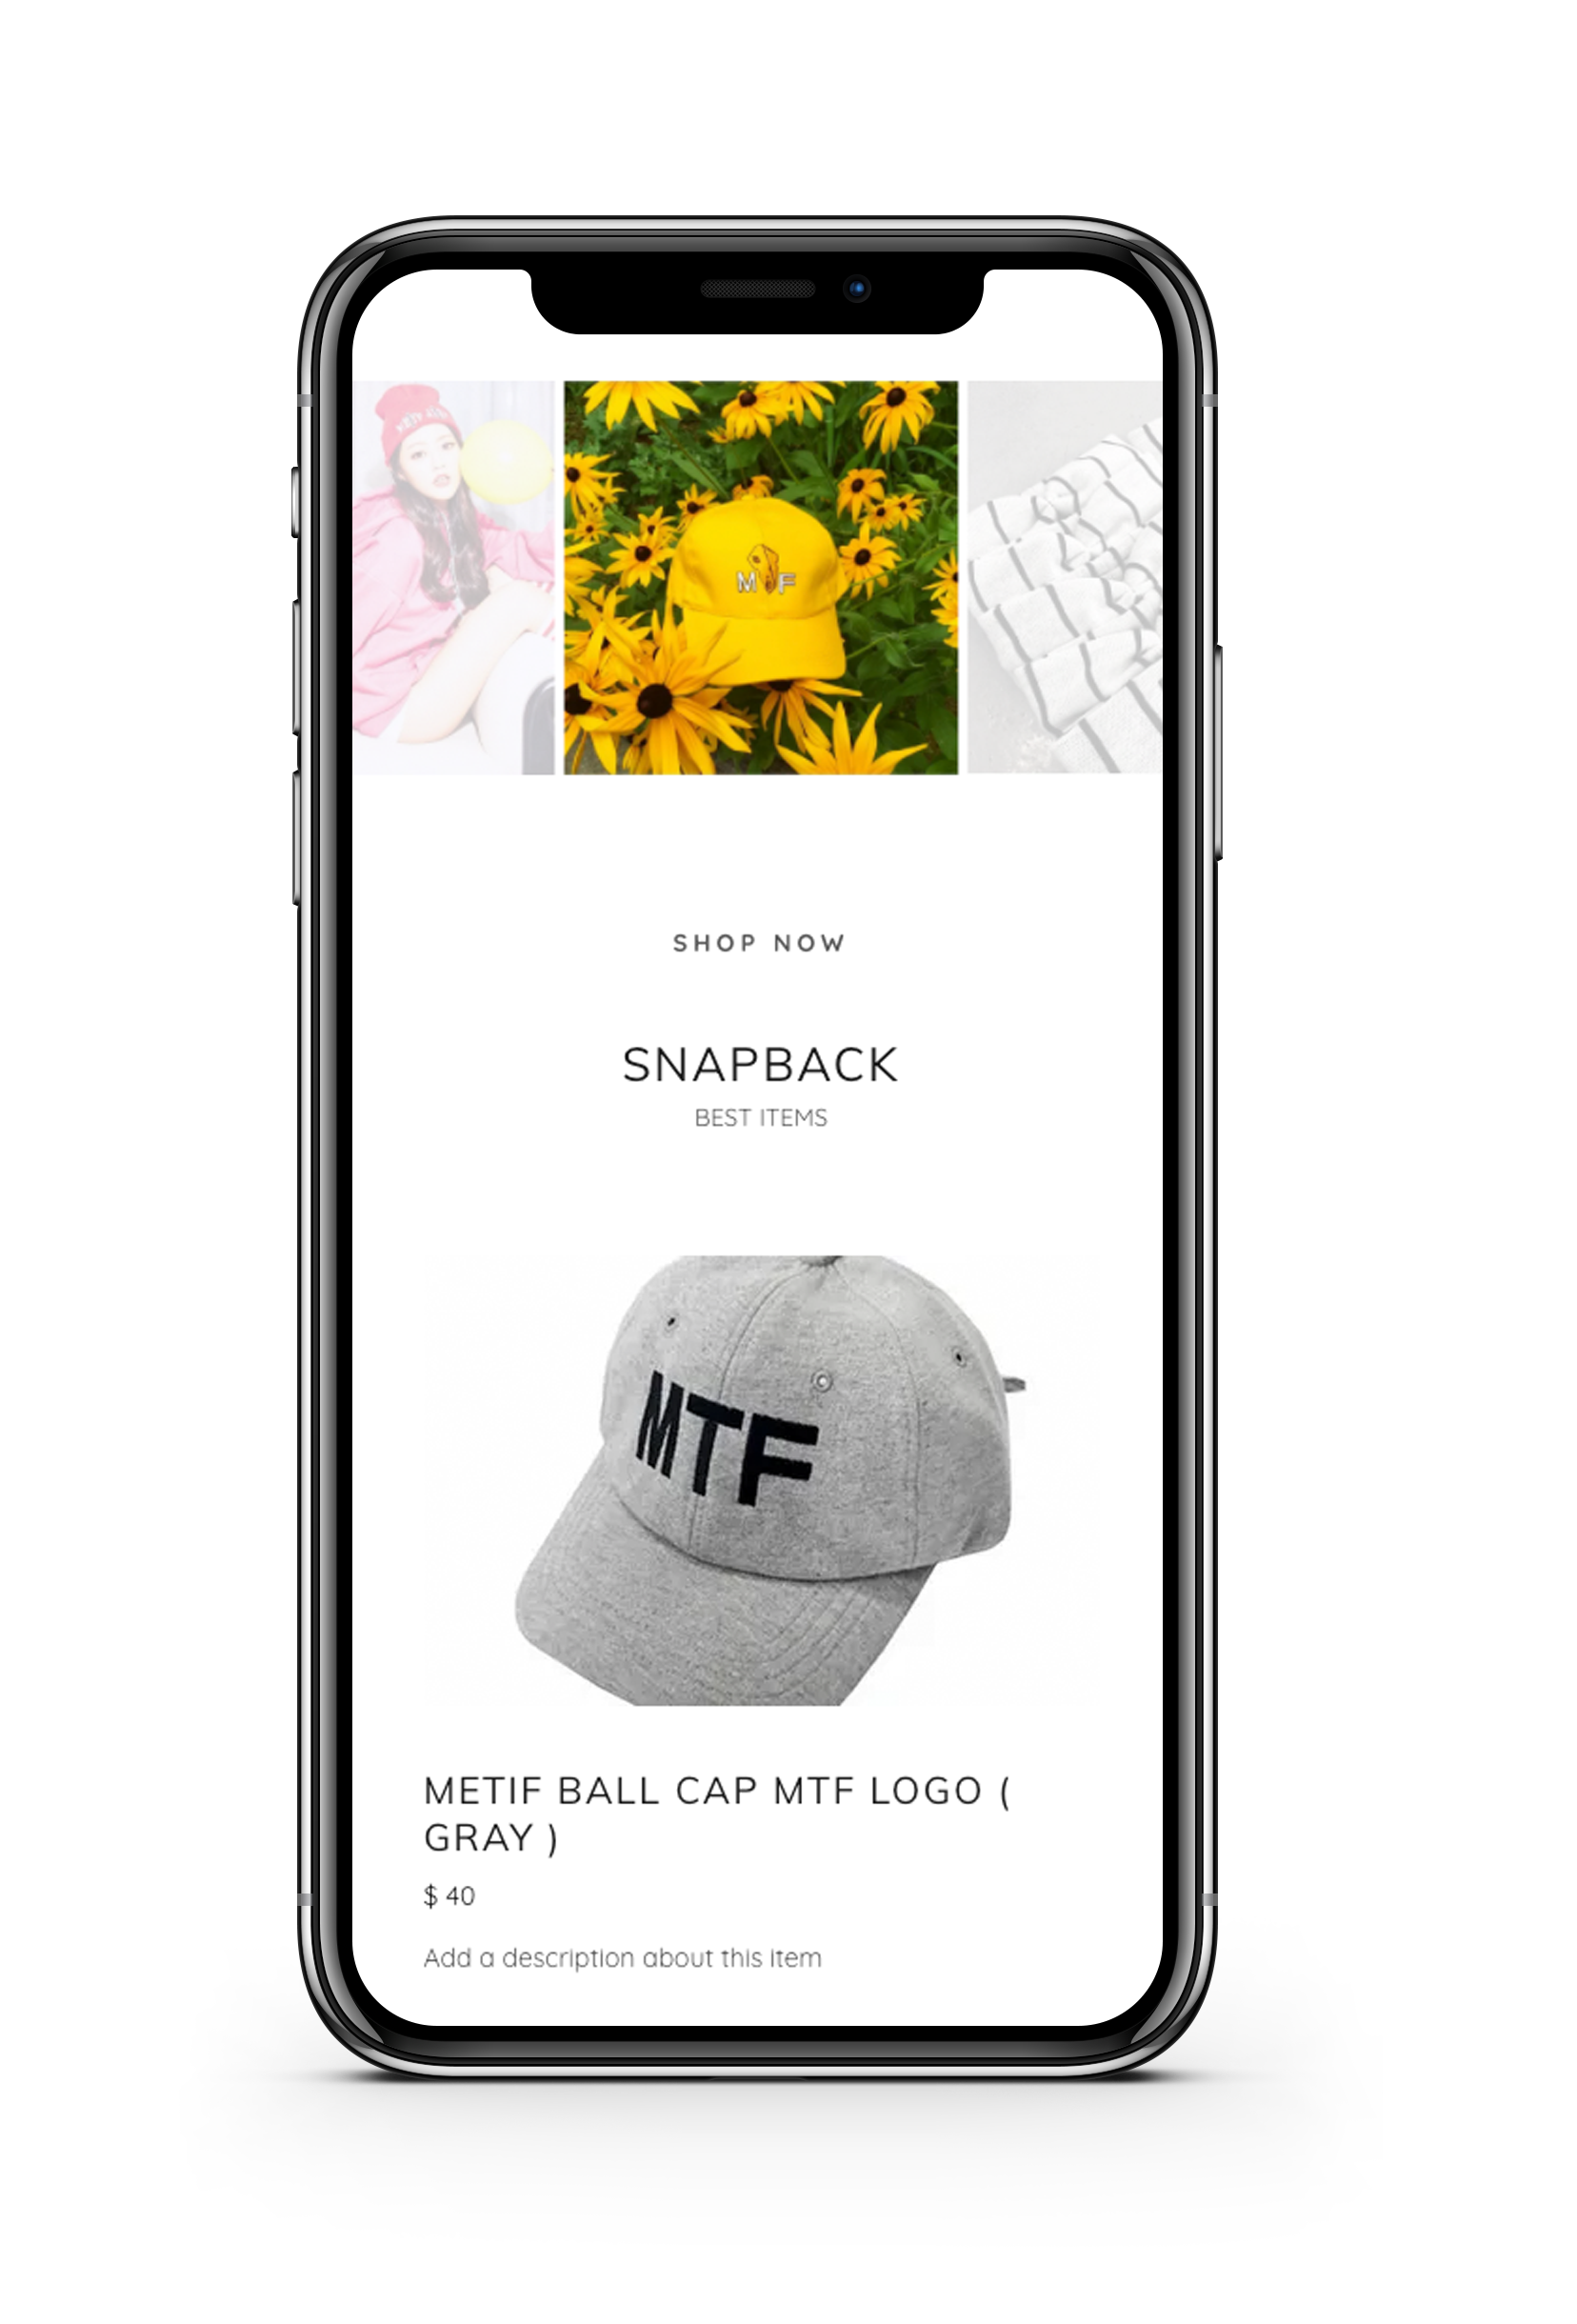 M F
SHOP NOW
SNAPBACK
BEST ITEMS
MTF
METIF BALL CAP MTF LOGO (
GRAY )
$ 40
Add a description about this item